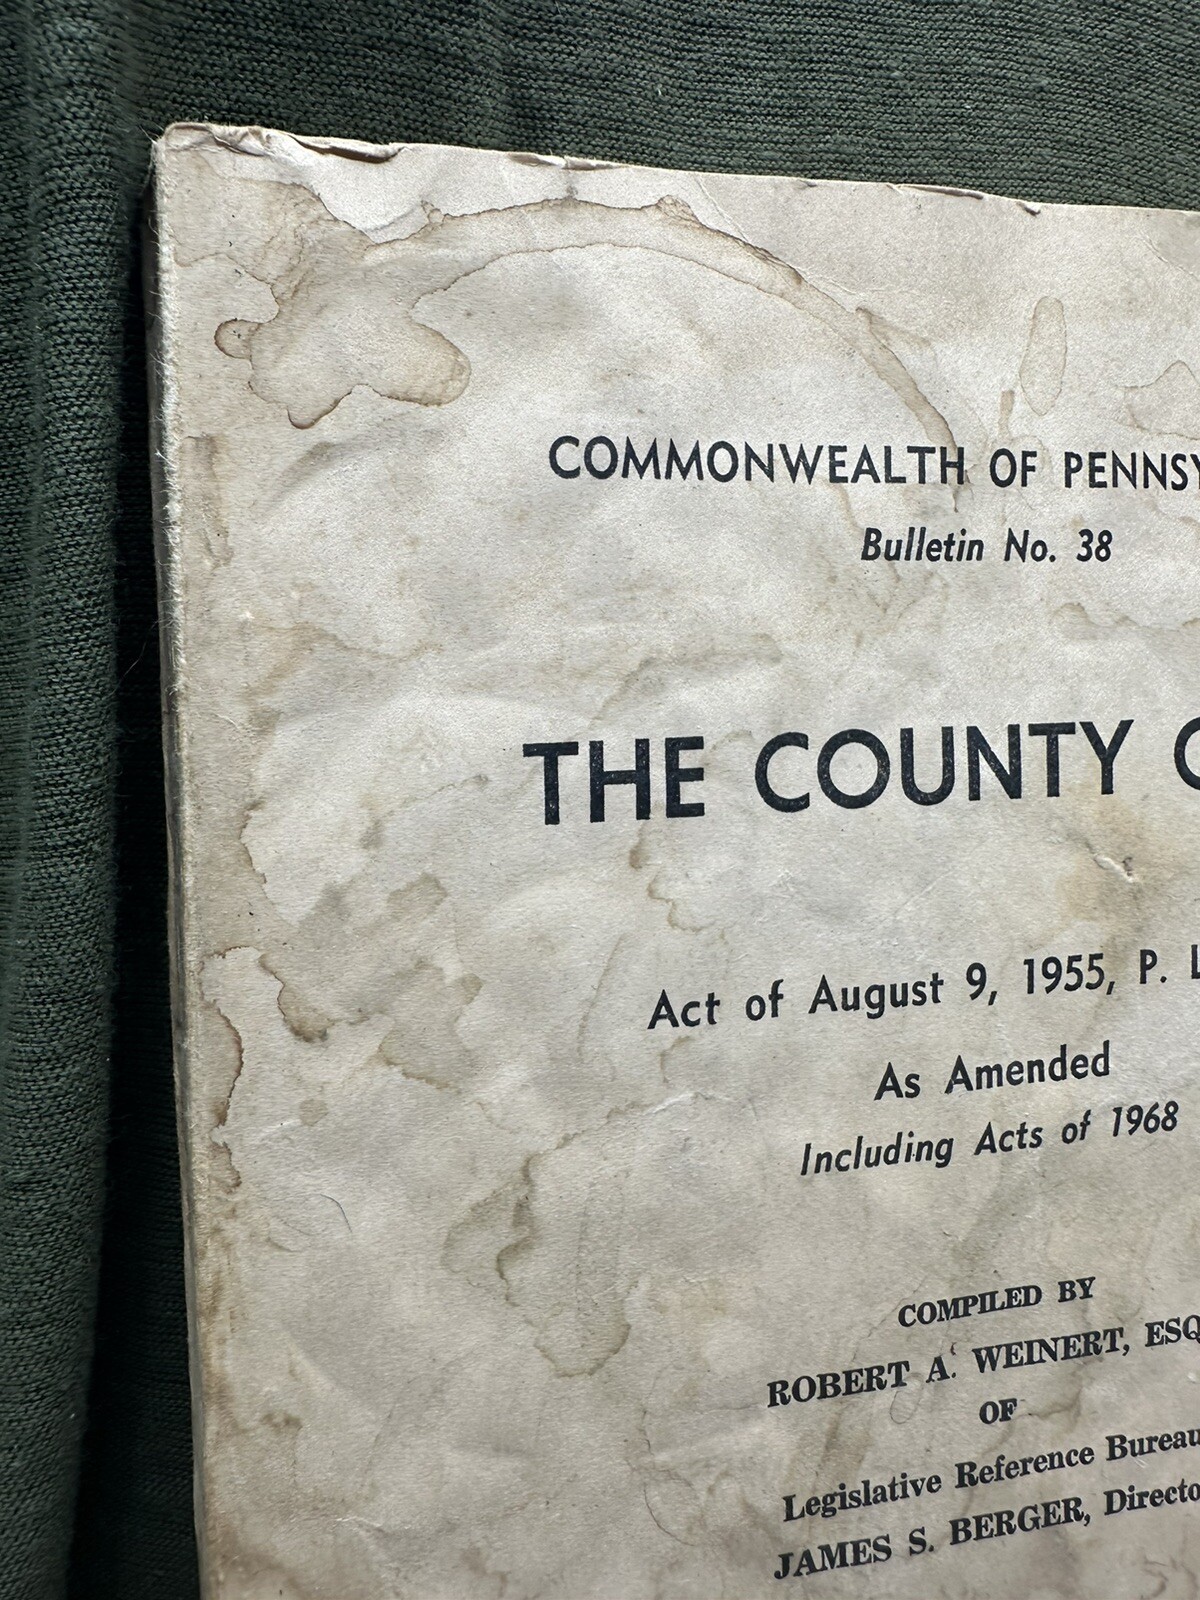 COMMONWEALTH OF PENNSY
Bulletin No. 38
THE COUNTY C
Act of August 9, 1955, P. L
As Amended
Including Acts of 1968
COMPILED BY
ROBERT A. WEINERT, ESQ
OF
Legislative Reference Bureau
JAMES S. BERGER, Directo